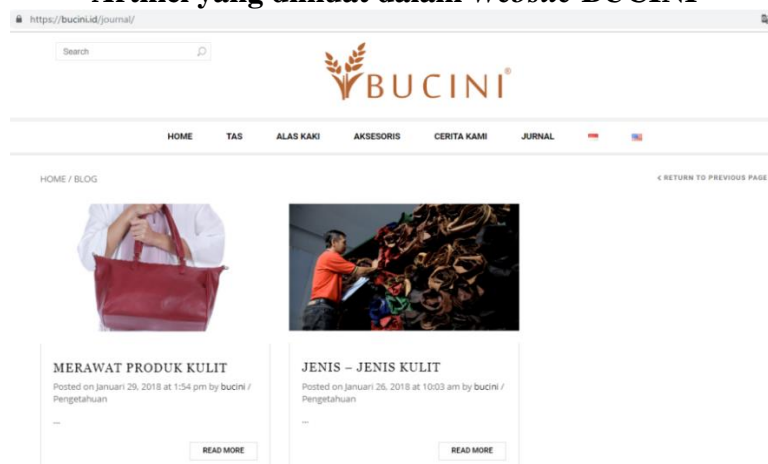 Artikel yang dimuat dalam Website BUCINI
https://bucini.id/journal/
Search
BUCINI®
HOME TAS ALAS KAKI AKSESORIS CERITA KAMI JURNAL
HOME / BLOG
< RETURN TO PREVIOUS PAGE
MERAWAT PRODUK KULIT
Posted on Januari 29, 2018 at 1:54 pm by bucini /
Pengetahuan
...
READ MORE
JENIS – JENIS KULIT
Posted on Januari 26, 2018 at 10:03 am by bucini /
Pengetahuan
...
READ MORE